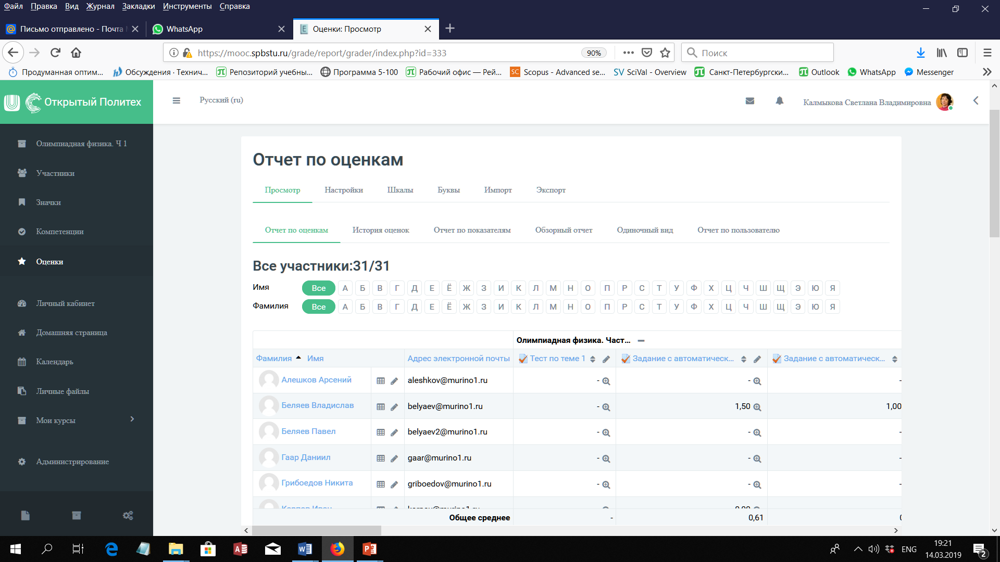 Файл Правка Вид Журнал Закладки Инструменты Справка
Письмо отправлено - Почта
WhatsApp
Оценки: Просмотр
https://mooc.spbstu.ru/grade/report/grader/index.php?id=333
90%
Поиск
Продуманная оптим...
Обсуждения · Технич...
Репозиторий учебны...
Программа 5-100
Рабочий офис — Рей...
SC Scopus - Advanced se...
SV SciVal - Overview
Санкт-Петербургски...
Outlook
WhatsApp
Messenger
Открытый Политех
Русский (ru)
Калмыкова Светлана Владимировна
Олимпиадная физика. Ч 1
Участники
Значки
Компетенции
Оценки
Личный кабинет
Домашняя страница
Календарь
Личные файлы
Мои курсы
Администрирование
Отчет по оценкам
Просмотр Настройки Шкалы Буквы Импорт Экспорт
Отчет по оценкам История оценок Отчет по показателям Обзорный отчет Одиночный вид Отчет по пользователю
Все участники:31/31
Имя Все А Б В Г Д Е Ё Ж З И К Л М Н О П Р С Т У Ф Х Ц Ч Ш Щ Э Ю Я
Фамилия Все А Б В Г Д Е Ё Ж З И К Л М Н О П Р С Т У Ф Х Ц Ч Ш Щ Э Ю Я
Олимпиадная физика. Част...
Фамилия Имя Адрес электронной почты Тест по теме 1 Задание с автоматическ... Задание с автоматическ...
Алешков Арсений aleshkov@murino1.ru - - -
Беляев Владислав belyaev@murino1.ru - 1,50 1,00
Беляев Павел belyaev2@murino1.ru - - -
Гаар Даниил gaar@murino1.ru - - -
Грибоедов Никита griboedov@murino1.ru - - -
Общее среднее - 0,61
ENG
19:21
14.03.2019
2